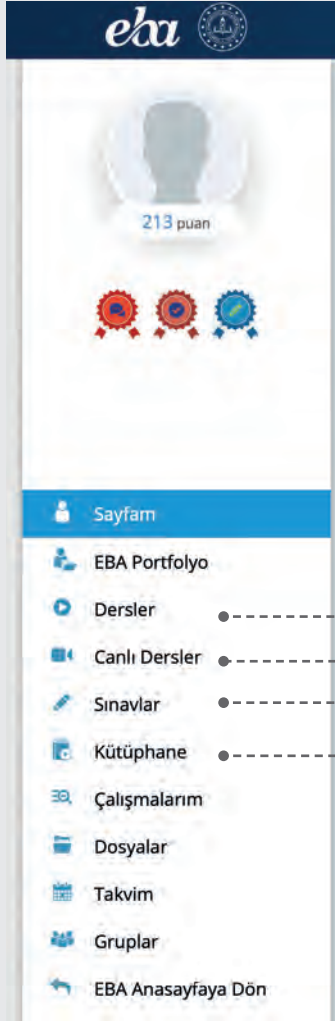 eba
213 puan
Sayfam
EBA Portfolyo
Dersler
Canlı Dersler
Sınavlar
Kütüphane
Çalışmalarım
Dosyalar
Takvim
Gruplar
EBA Anasayfaya Dön